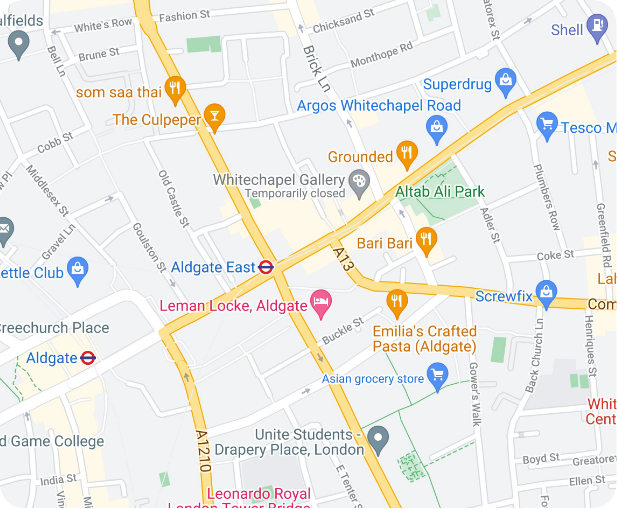 Fashion St
White's Row
Chicksand St
Shell
Brune St
Bell Ln
Brick Ln
Monthope Rd
som saa thai
Superdrug
The Culpeper
Argos Whitechapel Road
Tesco M
Cobb St
Grounded
Whitechapel Gallery
Temporarily closed
Altab Ali Park
Middlesex St
Old Castle St
Plumbers Row
Greenfield Rd
Adler St
Gravel Ln
Goulston St
Bari Bari
A13
Coke St
Aldgate East
ettle Club
Leman Locke, Aldgate
Screwfix
Com
Creechurch Place
Buckle St
Emilia's Crafted
Pasta (Aldgate)
Henriques St
Back Church Ln
Aldgate
Asian grocery store
Gower's Walk
Whit
Cent
A1210
Unite Students -
Drapery Place, London
d Game College
Boyd St
Greatore
India St
E Tenter St
Ellen St
Leonardo Royal
London Tower Bridge